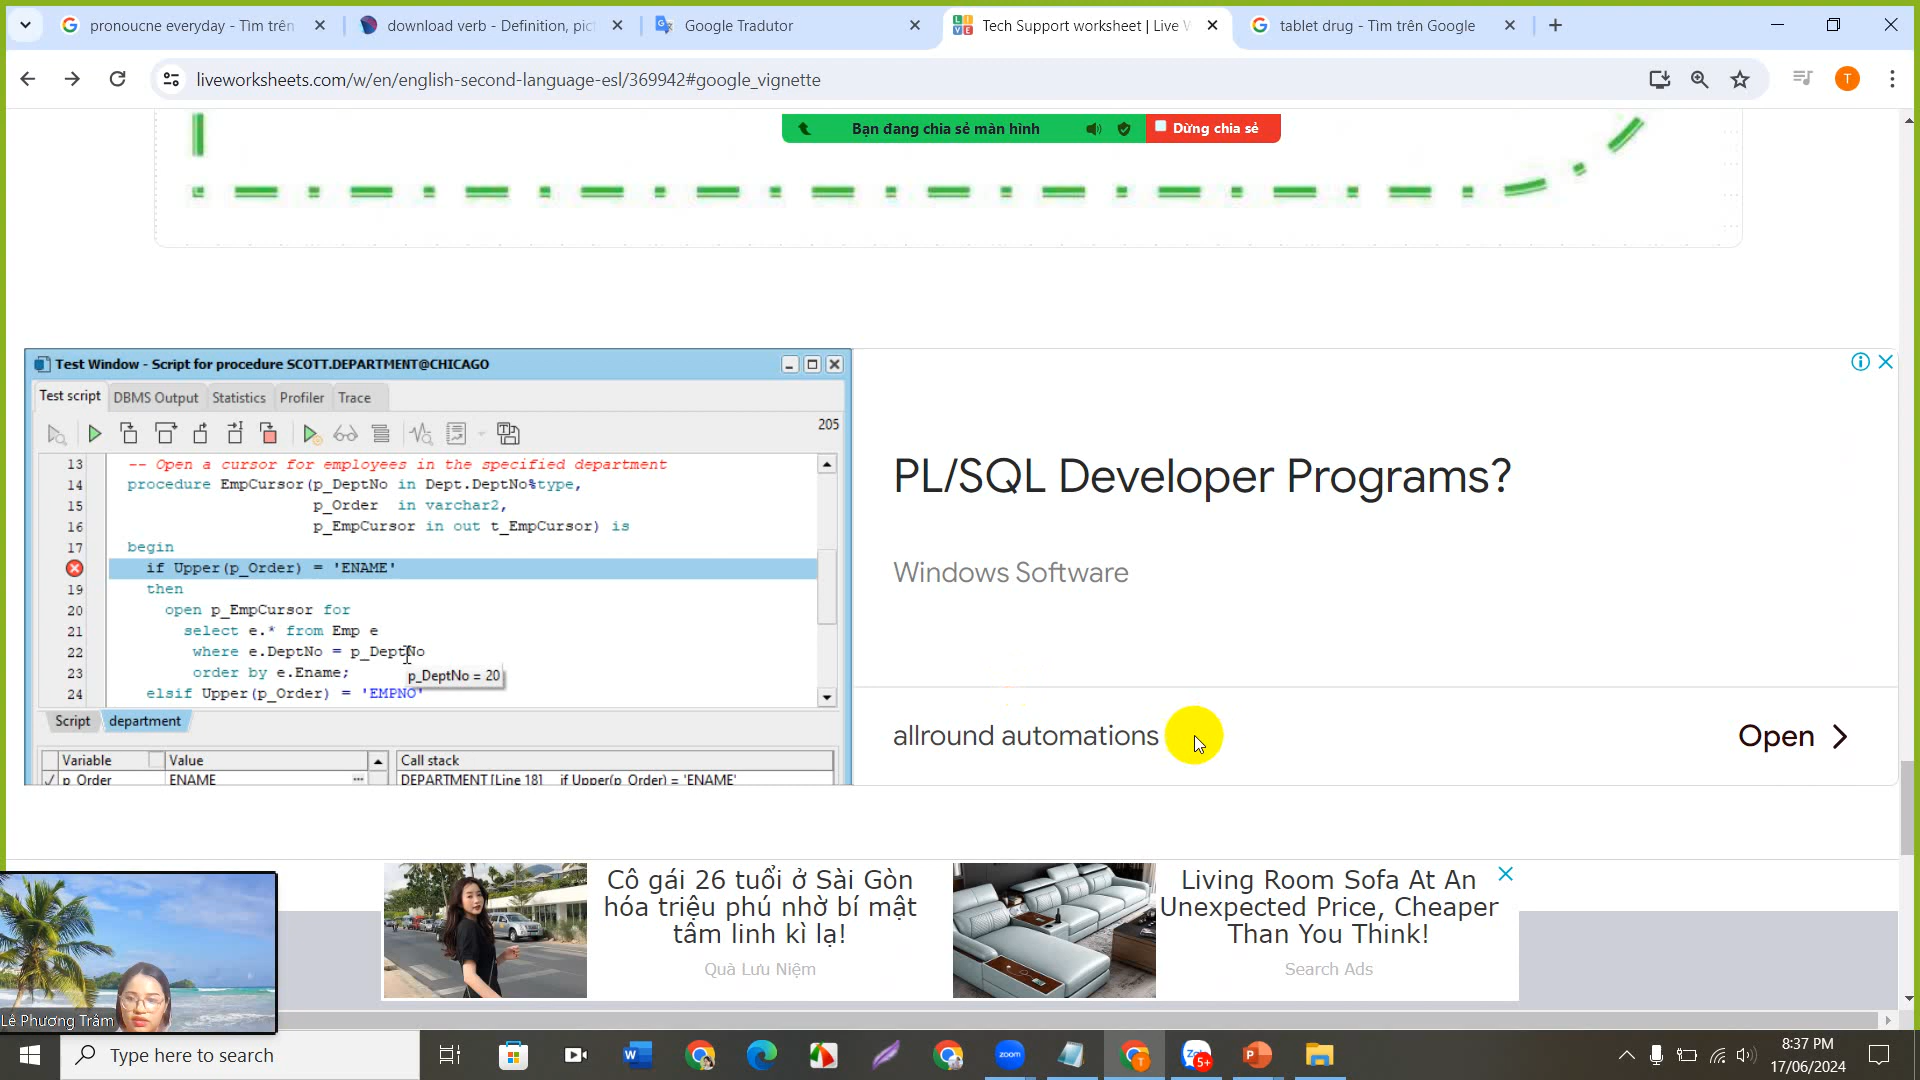 pronoucne everyday - Tìm trên
download verb - Definition, pict
Google Tradutor
Tech Support worksheet | Live W
tablet drug - Tìm trên Google
liveworksheets.com/w/en/english-second-language-esl/369942#google_vignette
Bạn đang chia sẻ màn hình
Dừng chia sẻ
Test Window - Script for procedure SCOTT.DEPARTMENT@CHICAGO
Test script DBMS Output Statistics Profiler Trace
205
13 -- Open a cursor for employees in the specified department
14 procedure EmpCursor(p_DeptNo in Dept.DeptNo%type,
15 p_Order in varchar2,
16 p_EmpCursor in out t_EmpCursor) is
17 begin
if Upper(p_Order) = 'ENAME'
19 then
20 open p_EmpCursor for
21 select e.* from Emp e
22 where e.DeptNo = p_DeptNo
23 order by e.Ename;
p_DeptNo = 20
24 elsif Upper(p_Order) = 'EMPNO'
Script department
Variable Value Call stack
p_Order ENAME ... DEPARTMENT [Line 18] if Upper(p_Order) = 'ENAME'
PL/SQL Developer Programs?
Windows Software
allround automations
Open
Cô gái 26 tuổi ở Sài Gòn
hóa triệu phú nhờ bí mật
tâm linh kì lạ!
Quà Lưu Niệm
Living Room Sofa At An
Unexpected Price, Cheaper
Than You Think!
Search Ads
Lê Phương Trâm
Type here to search
zoom
5+
8:37 PM
17/06/2024